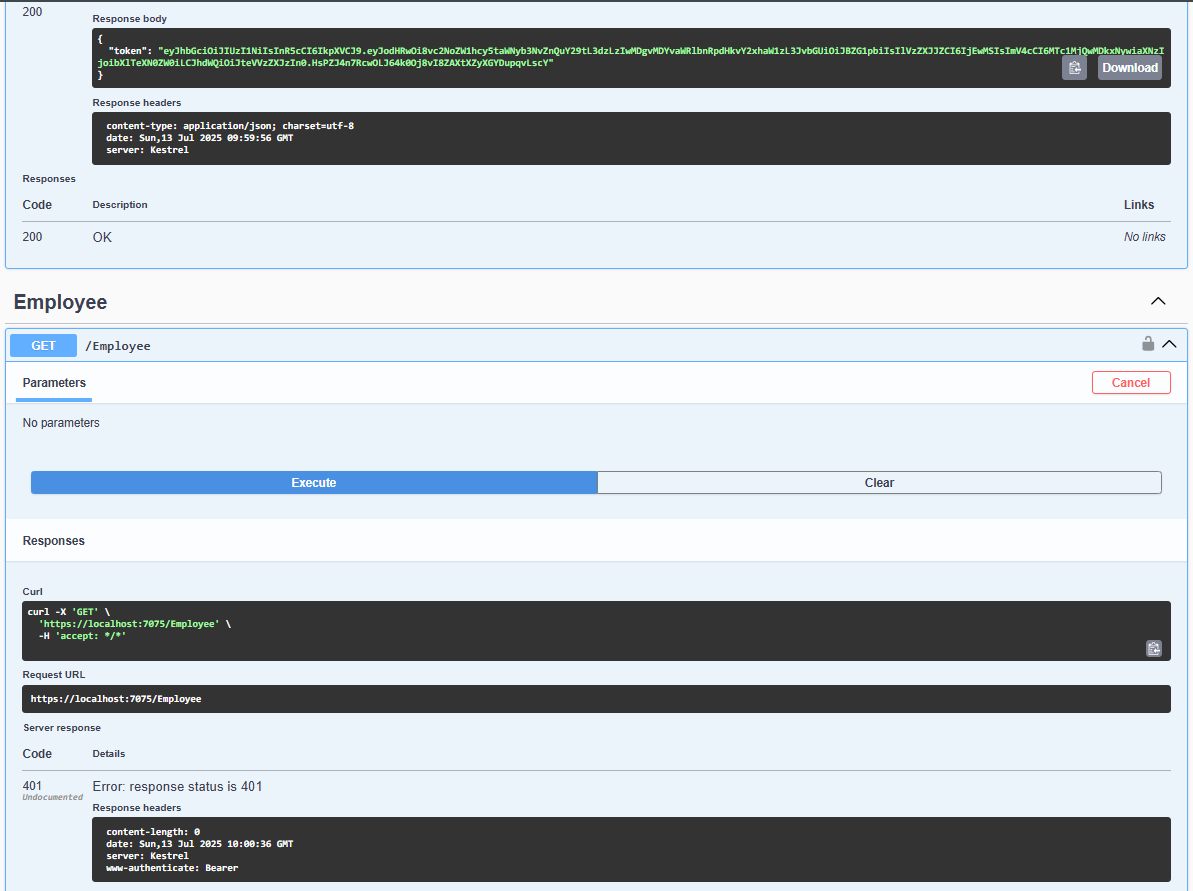 200
Response body
{
"token": "eyJhbGciOiJIUzI1NiIsInR5cCI6IkpXVCJ9.eyJodHRwOi8vc2NoZW1hcy5taWNyb3NvZnQuY29tL3dzLzIwMDgvMDYvaWRlbnRpdHkvY2xhaW1zL3JvbGUiOiJBZG1pbiIsIlVzZXJJZCI6IjEwMSIsImV4cCI6MTc1MjQwMDkxNywiaXNzI
joibXlTeXN0ZW0iLCJhdWQiOiJteVVzZXJzIn0.HsPZJ4n7RcwOLJ64k0Oj8vI8ZAXtXZyXGYDupqvLscY"
}
Download
Response headers
content-type: application/json; charset=utf-8
date: Sun,13 Jul 2025 09:59:56 GMT
server: Kestrel
Responses
Code Description Links
200 OK No links
Employee
GET /Employee
Parameters Cancel
No parameters
Execute Clear
Responses
Curl
curl -X 'GET' \
'https://localhost:7075/Employee' \
-H 'accept: */*'
Request URL
https://localhost:7075/Employee
Server response
Code Details
401 Error: response status is 401
Undocumented
Response headers
content-length: 0
date: Sun,13 Jul 2025 10:00:36 GMT
server: Kestrel
www-authenticate: Bearer